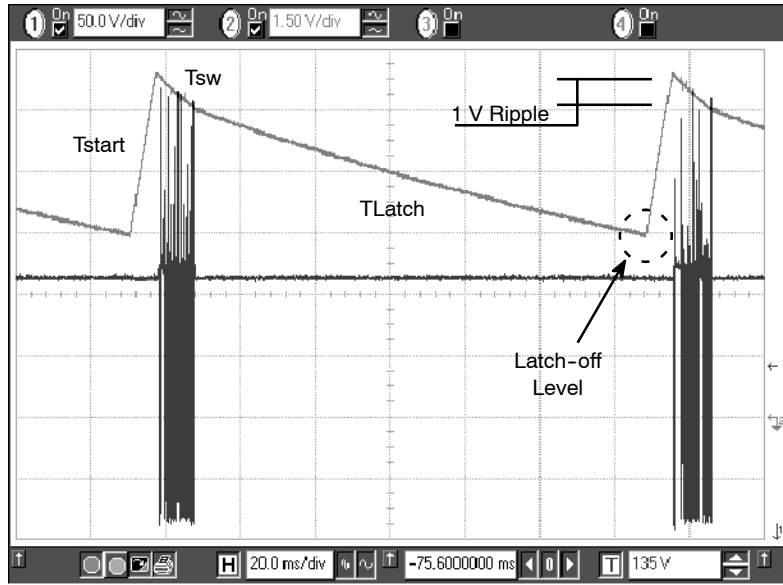 1 On 50.0 V/div 2 On 1.50 V/div 3 On 4 On
Tsw
1 V Ripple
Tstart
TLatch
Latch-off
Level
H 20.0 ms/div -75.6000000 ms 0 T 135 V